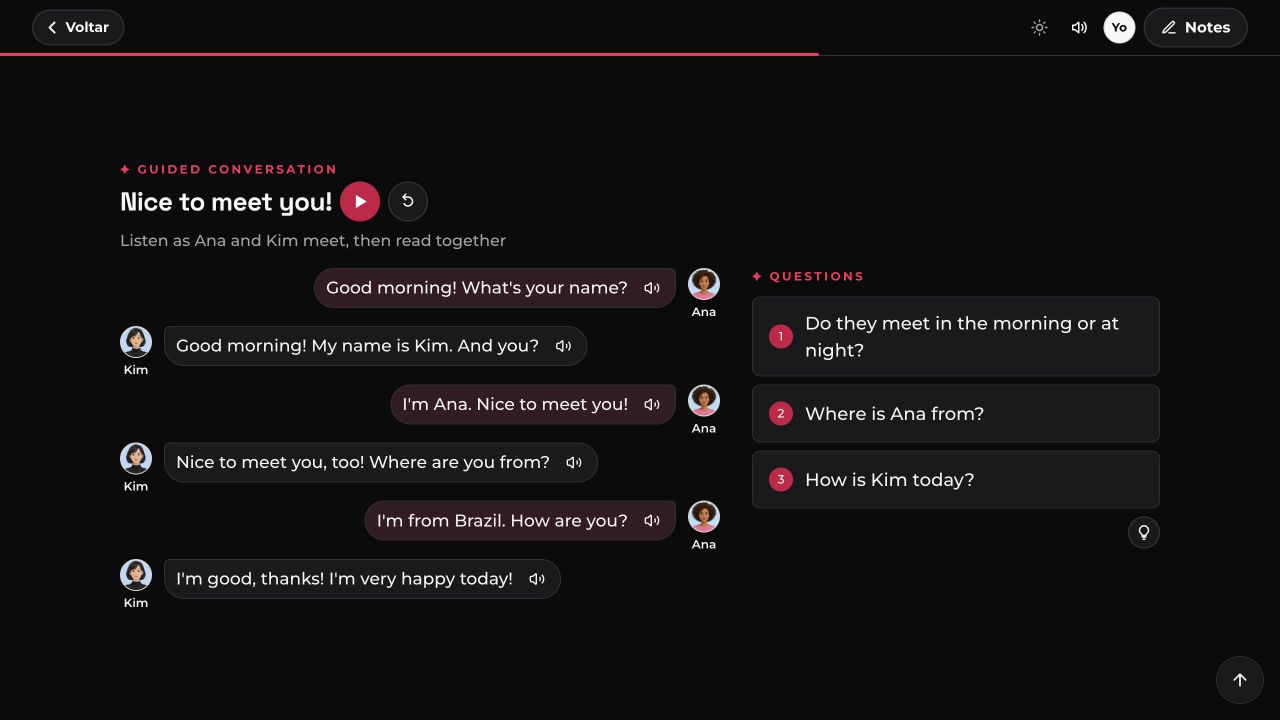 Voltar
Yo
Notes
GUIDED CONVERSATION
Nice to meet you!
Listen as Ana and Kim meet, then read together
Good morning! What's your name?
Ana
Good morning! My name is Kim. And you?
Kim
I'm Ana. Nice to meet you!
Ana
Nice to meet you, too! Where are you from?
Kim
I'm from Brazil. How are you?
Ana
I'm good, thanks! I'm very happy today!
Kim
QUESTIONS
1
Do they meet in the morning or at
night?
2
Where is Ana from?
3
How is Kim today?